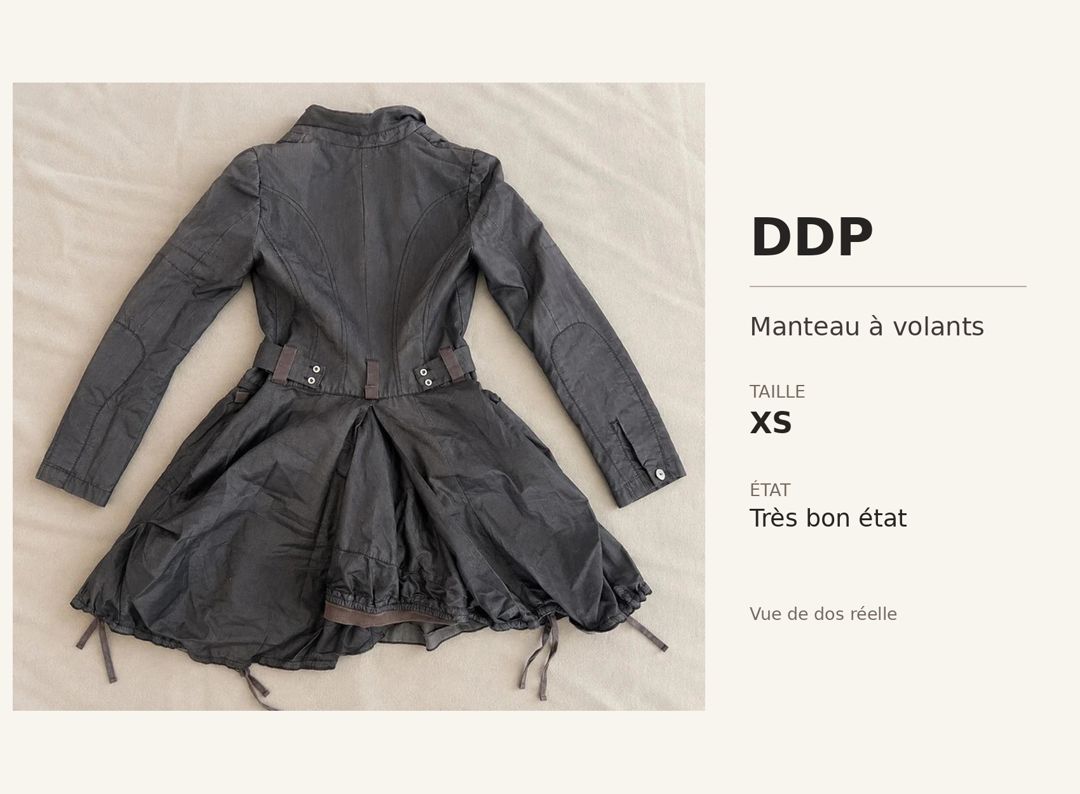 DDP
Manteau à volants
TAILLE
XS
ÉTAT
Très bon état
Vue de dos réelle